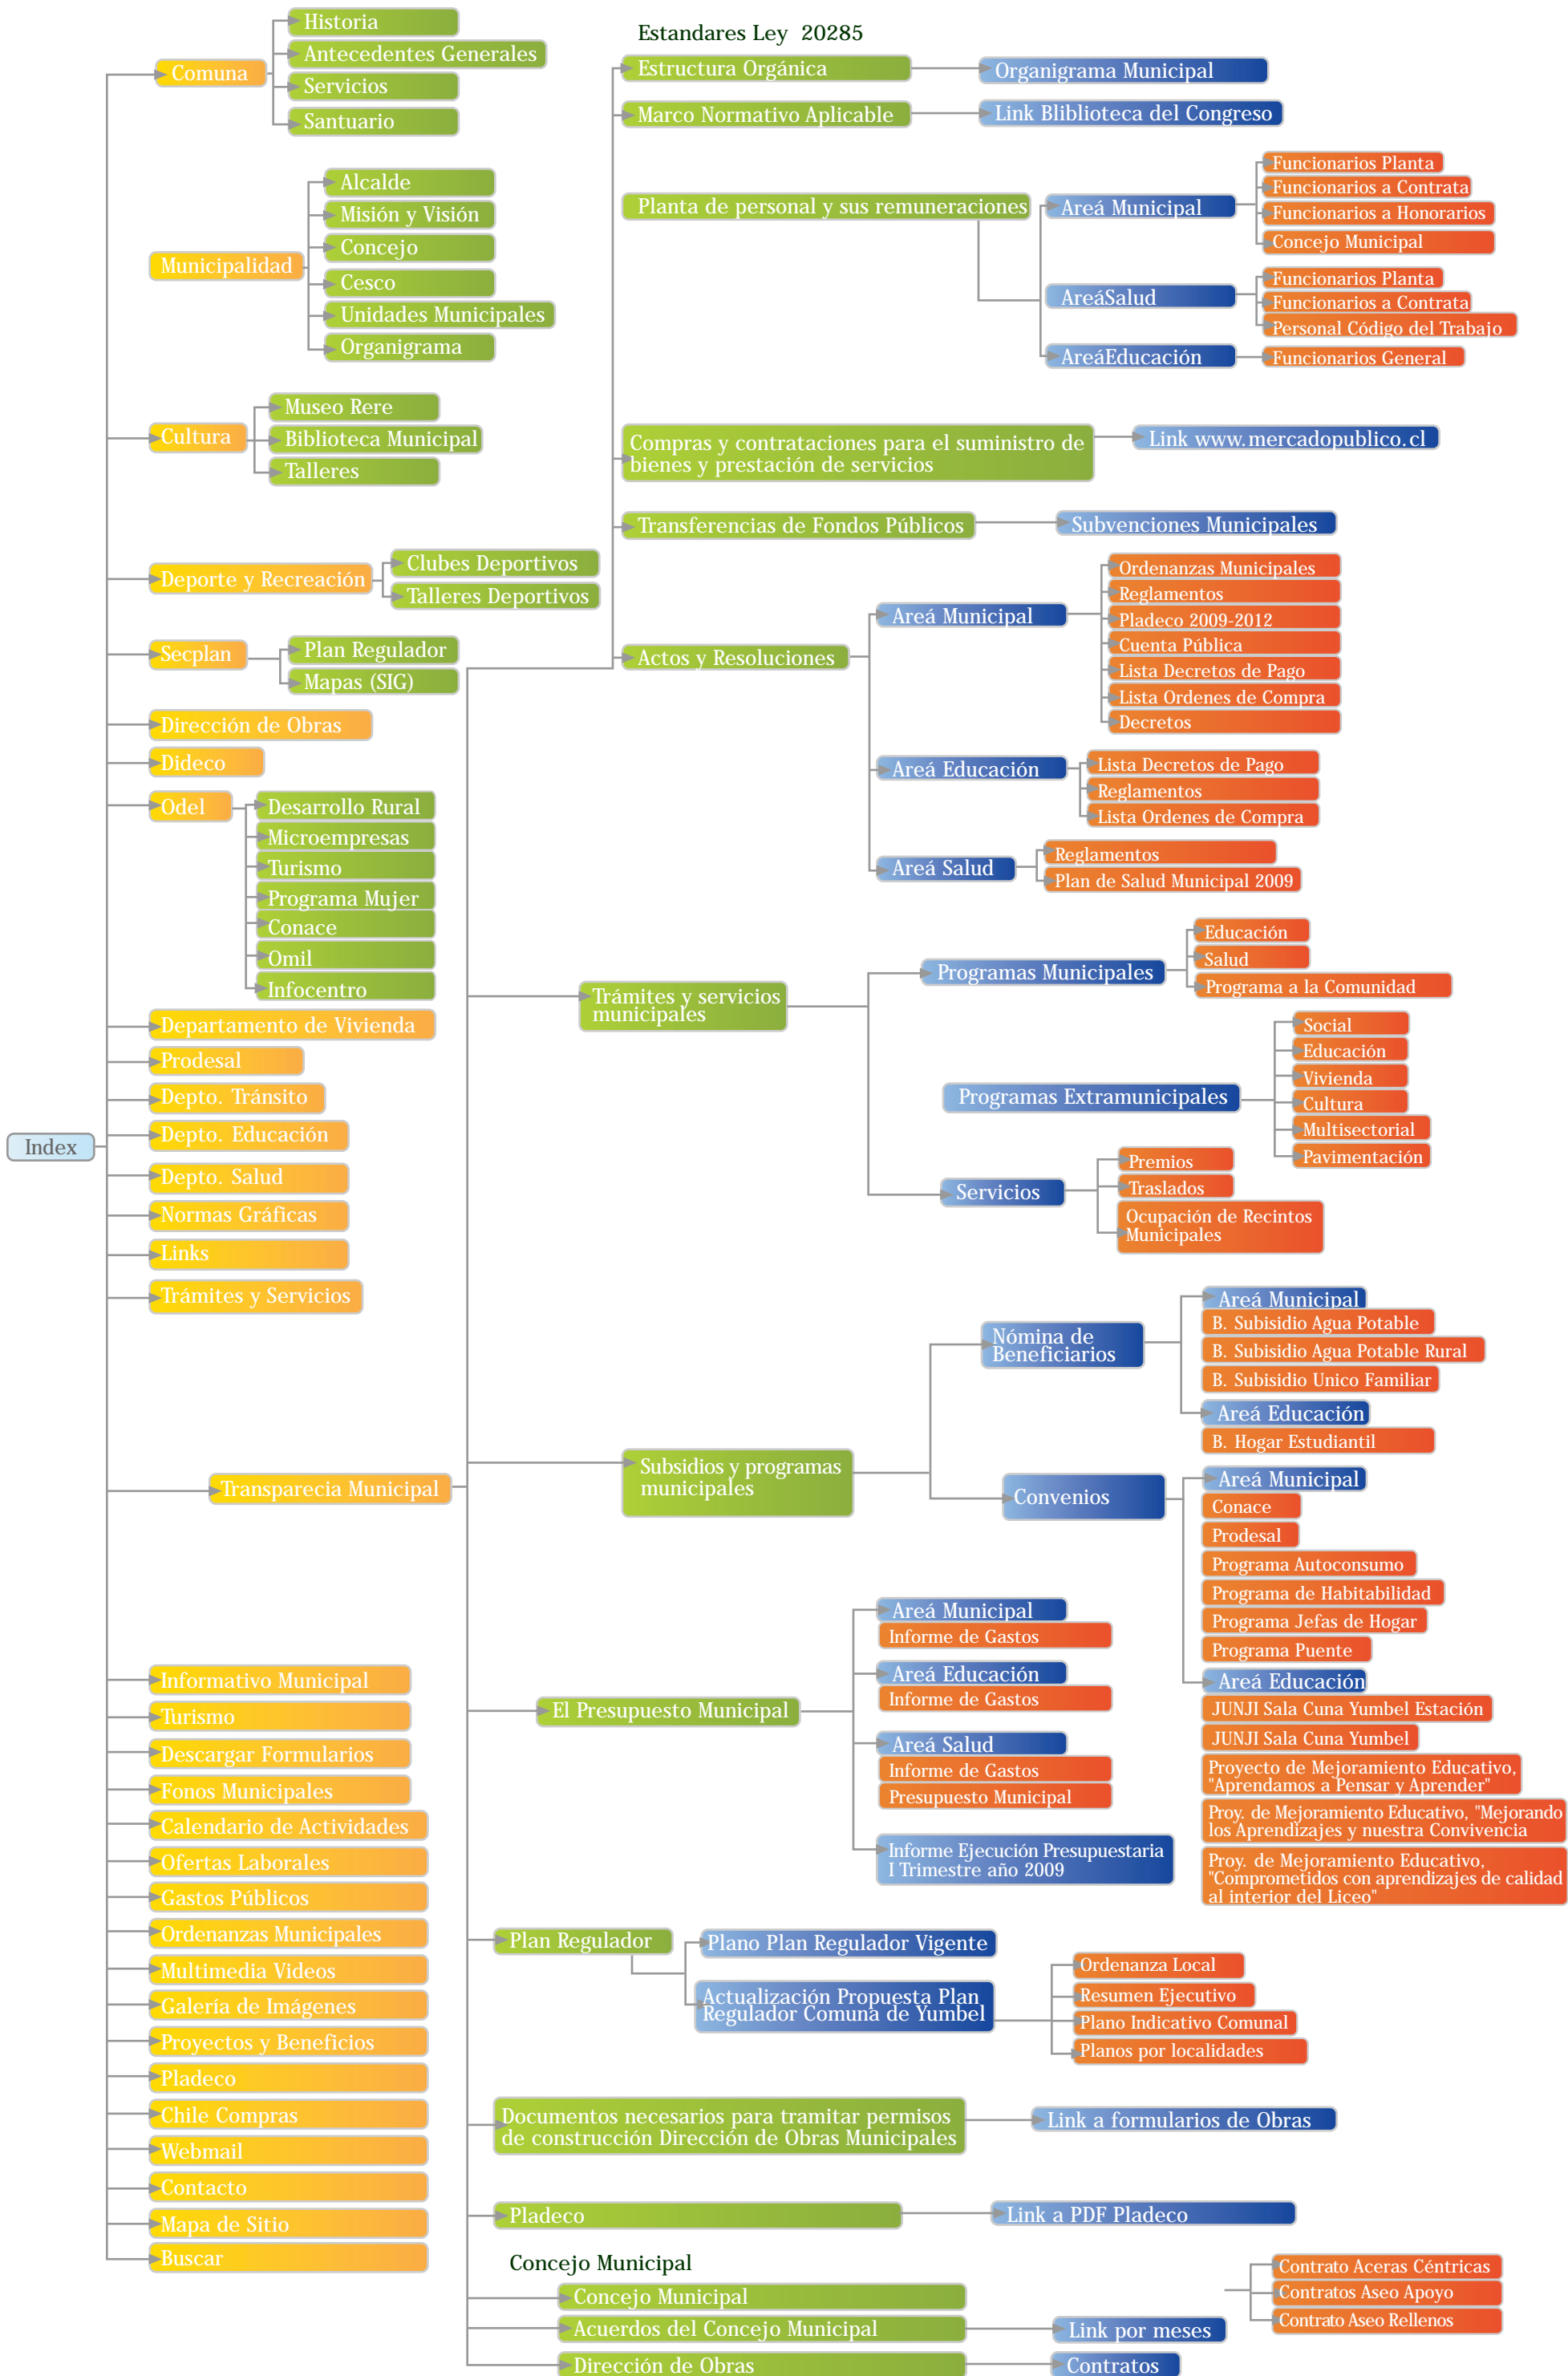 Index
Comuna
Historia
Antecedentes Generales
Servicios
Santuario
Municipalidad
Alcalde
Misión y Visión
Concejo
Cesco
Unidades Municipales
Organigrama
Cultura
Museo Rere
Biblioteca Municipal
Talleres
Deporte y Recreación
Clubes Deportivos
Talleres Deportivos
Secplan
Plan Regulador
Mapas (SIG)
Dirección de Obras
Dideco
Odel
Desarrollo Rural
Microempresas
Turismo
Programa Mujer
Conace
Omil
Infocentro
Departamento de Vivienda
Prodesal
Depto. Tránsito
Depto. Educación
Depto. Salud
Normas Gráficas
Links
Trámites y Servicios
Transparecia Municipal
Informativo Municipal
Turismo
Descargar Formularios
Fonos Municipales
Calendario de Actividades
Ofertas Laborales
Gastos Públicos
Ordenanzas Municipales
Multimedia Videos
Galería de Imágenes
Proyectos y Beneficios
Pladeco
Chile Compras
Webmail
Contacto
Mapa de Sitio
Buscar
Estandares Ley 20285
Estructura Orgánica
Organigrama Municipal
Marco Normativo Aplicable
Link Bliblioteca del Congreso
Planta de personal y sus remuneraciones
Areá Municipal
Funcionarios Planta
Funcionarios a Contrata
Funcionarios a Honorarios
Concejo Municipal
AreáSalud
Funcionarios Planta
Funcionarios a Contrata
Personal Código del Trabajo
AreáEducación
Funcionarios General
Compras y contrataciones para el suministro de
bienes y prestación de servicios
Link www.mercadopublico.cl
Transferencias de Fondos Públicos
Subvenciones Municipales
Actos y Resoluciones
Areá Municipal
Ordenanzas Municipales
Reglamentos
Pladeco 2009-2012
Cuenta Pública
Lista Decretos de Pago
Lista Ordenes de Compra
Decretos
Areá Educación
Lista Decretos de Pago
Reglamentos
Lista Ordenes de Compra
Areá Salud
Reglamentos
Plan de Salud Municipal 2009
Trámites y servicios
municipales
Programas Municipales
Educación
Salud
Programa a la Comunidad
Programas Extramunicipales
Social
Educación
Vivienda
Cultura
Multisectorial
Pavimentación
Servicios
Premios
Traslados
Ocupación de Recintos
Municipales
Subsidios y programas
municipales
Nómina de
Beneficiarios
Areá Municipal
B. Subisidio Agua Potable
B. Subisidio Agua Potable Rural
B. Subisidio Unico Familiar
Areá Educación
B. Hogar Estudiantil
Convenios
Areá Municipal
Conace
Prodesal
Programa Autoconsumo
Programa de Habitabilidad
Programa Jefas de Hogar
Programa Puente
Areá Educación
JUNJI Sala Cuna Yumbel Estación
JUNJI Sala Cuna Yumbel
Proyecto de Mejoramiento Educativo,
"Aprendamos a Pensar y Aprender"
Proy. de Mejoramiento Educativo, "Mejorando
los Aprendizajes y nuestra Convivencia
Proy. de Mejoramiento Educativo,
"Comprometidos con aprendizajes de calidad
al interior del Liceo"
El Presupuesto Municipal
Areá Municipal
Informe de Gastos
Areá Educación
Informe de Gastos
Areá Salud
Informe de Gastos
Presupuesto Municipal
Informe Ejecución Presupuestaria
I Trimestre año 2009
Plan Regulador
Plano Plan Regulador Vigente
Actualización Propuesta Plan
Regulador Comuna de Yumbel
Ordenanza Local
Resumen Ejecutivo
Plano Indicativo Comunal
Planos por localidades
Documentos necesarios para tramitar permisos
de construcción Dirección de Obras Municipales
Link a formularios de Obras
Pladeco
Link a PDF Pladeco
Concejo Municipal
Concejo Municipal
Acuerdos del Concejo Municipal
Link por meses
Dirección de Obras
Contratos
Contrato Aceras Céntricas
Contratos Aseo Apoyo
Contrato Aseo Rellenos